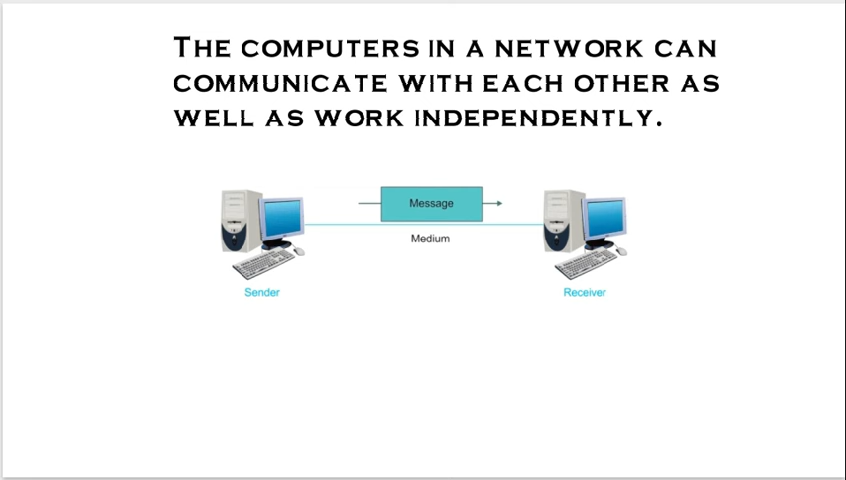 The computers in a network can
communicate with each other as
well as work independently.
Message
Medium
Sender
Receiver